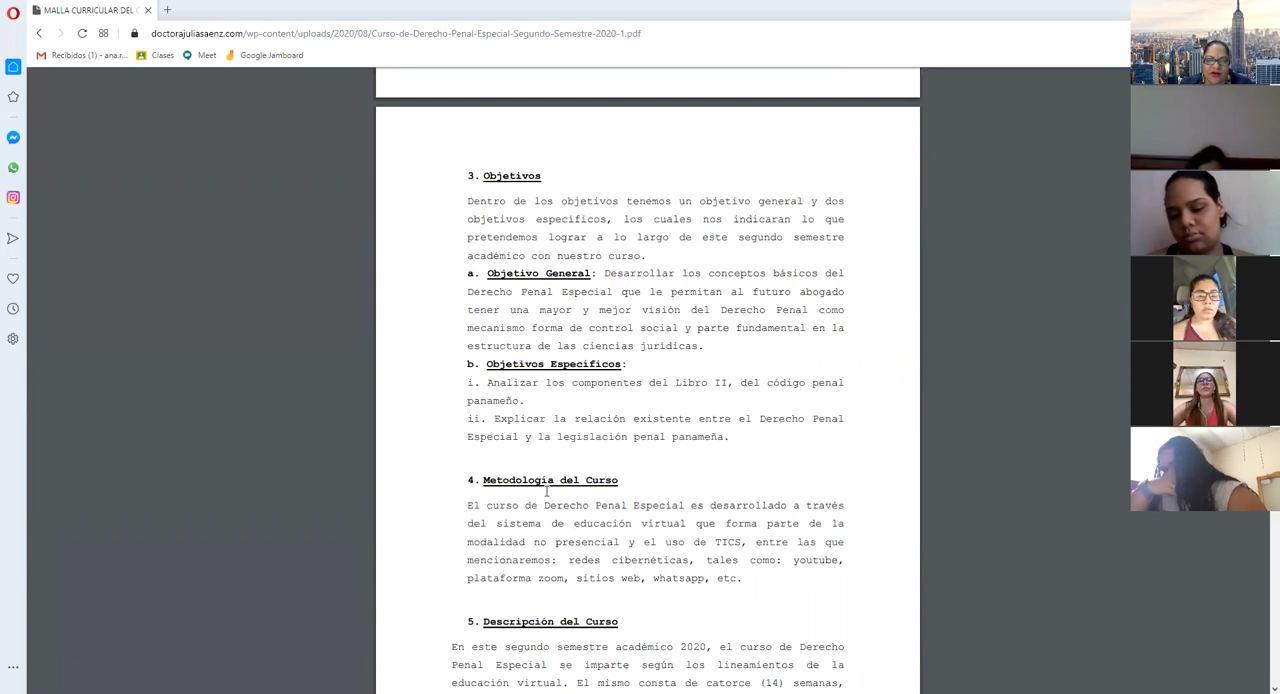 MALLA CURRICULAR DEL C
doctorajuliasaenz.com/wp-content/uploads/2020/08/Curso-de-Derecho-Penal-Especial-Segundo-Semestre-2020-1.pdf
Recibidos (1) - ana.r... Clases Meet Google Jamboard
3. Objetivos
Dentro de los objetivos tenemos un objetivo general y dos
objetivos específicos, los cuales nos indicaran lo que
pretendemos lograr a lo largo de este segundo semestre
académico con nuestro curso.
a. Objetivo General: Desarrollar los conceptos básicos del
Derecho Penal Especial que le permitan al futuro abogado
tener una mayor y mejor visión del Derecho Penal como
mecanismo forma de control social y parte fundamental en la
estructura de las ciencias jurídicas.
b. Objetivos Específicos:
i. Analizar los componentes del Libro II, del código penal
panameño.
ii. Explicar la relación existente entre el Derecho Penal
Especial y la legislación penal panameña.
4. Metodología del Curso
El curso de Derecho Penal Especial es desarrollado a través
del sistema de educación virtual que forma parte de la
modalidad no presencial y el uso de TICS, entre las que
mencionaremos: redes cibernéticas, tales como: youtube,
plataforma zoom, sitios web, whatsapp, etc.
5. Descripción del Curso
En este segundo semestre académico 2020, el curso de Derecho
Penal Especial se imparte según los lineamientos de la
educación virtual. El mismo consta de catorce (14) semanas,